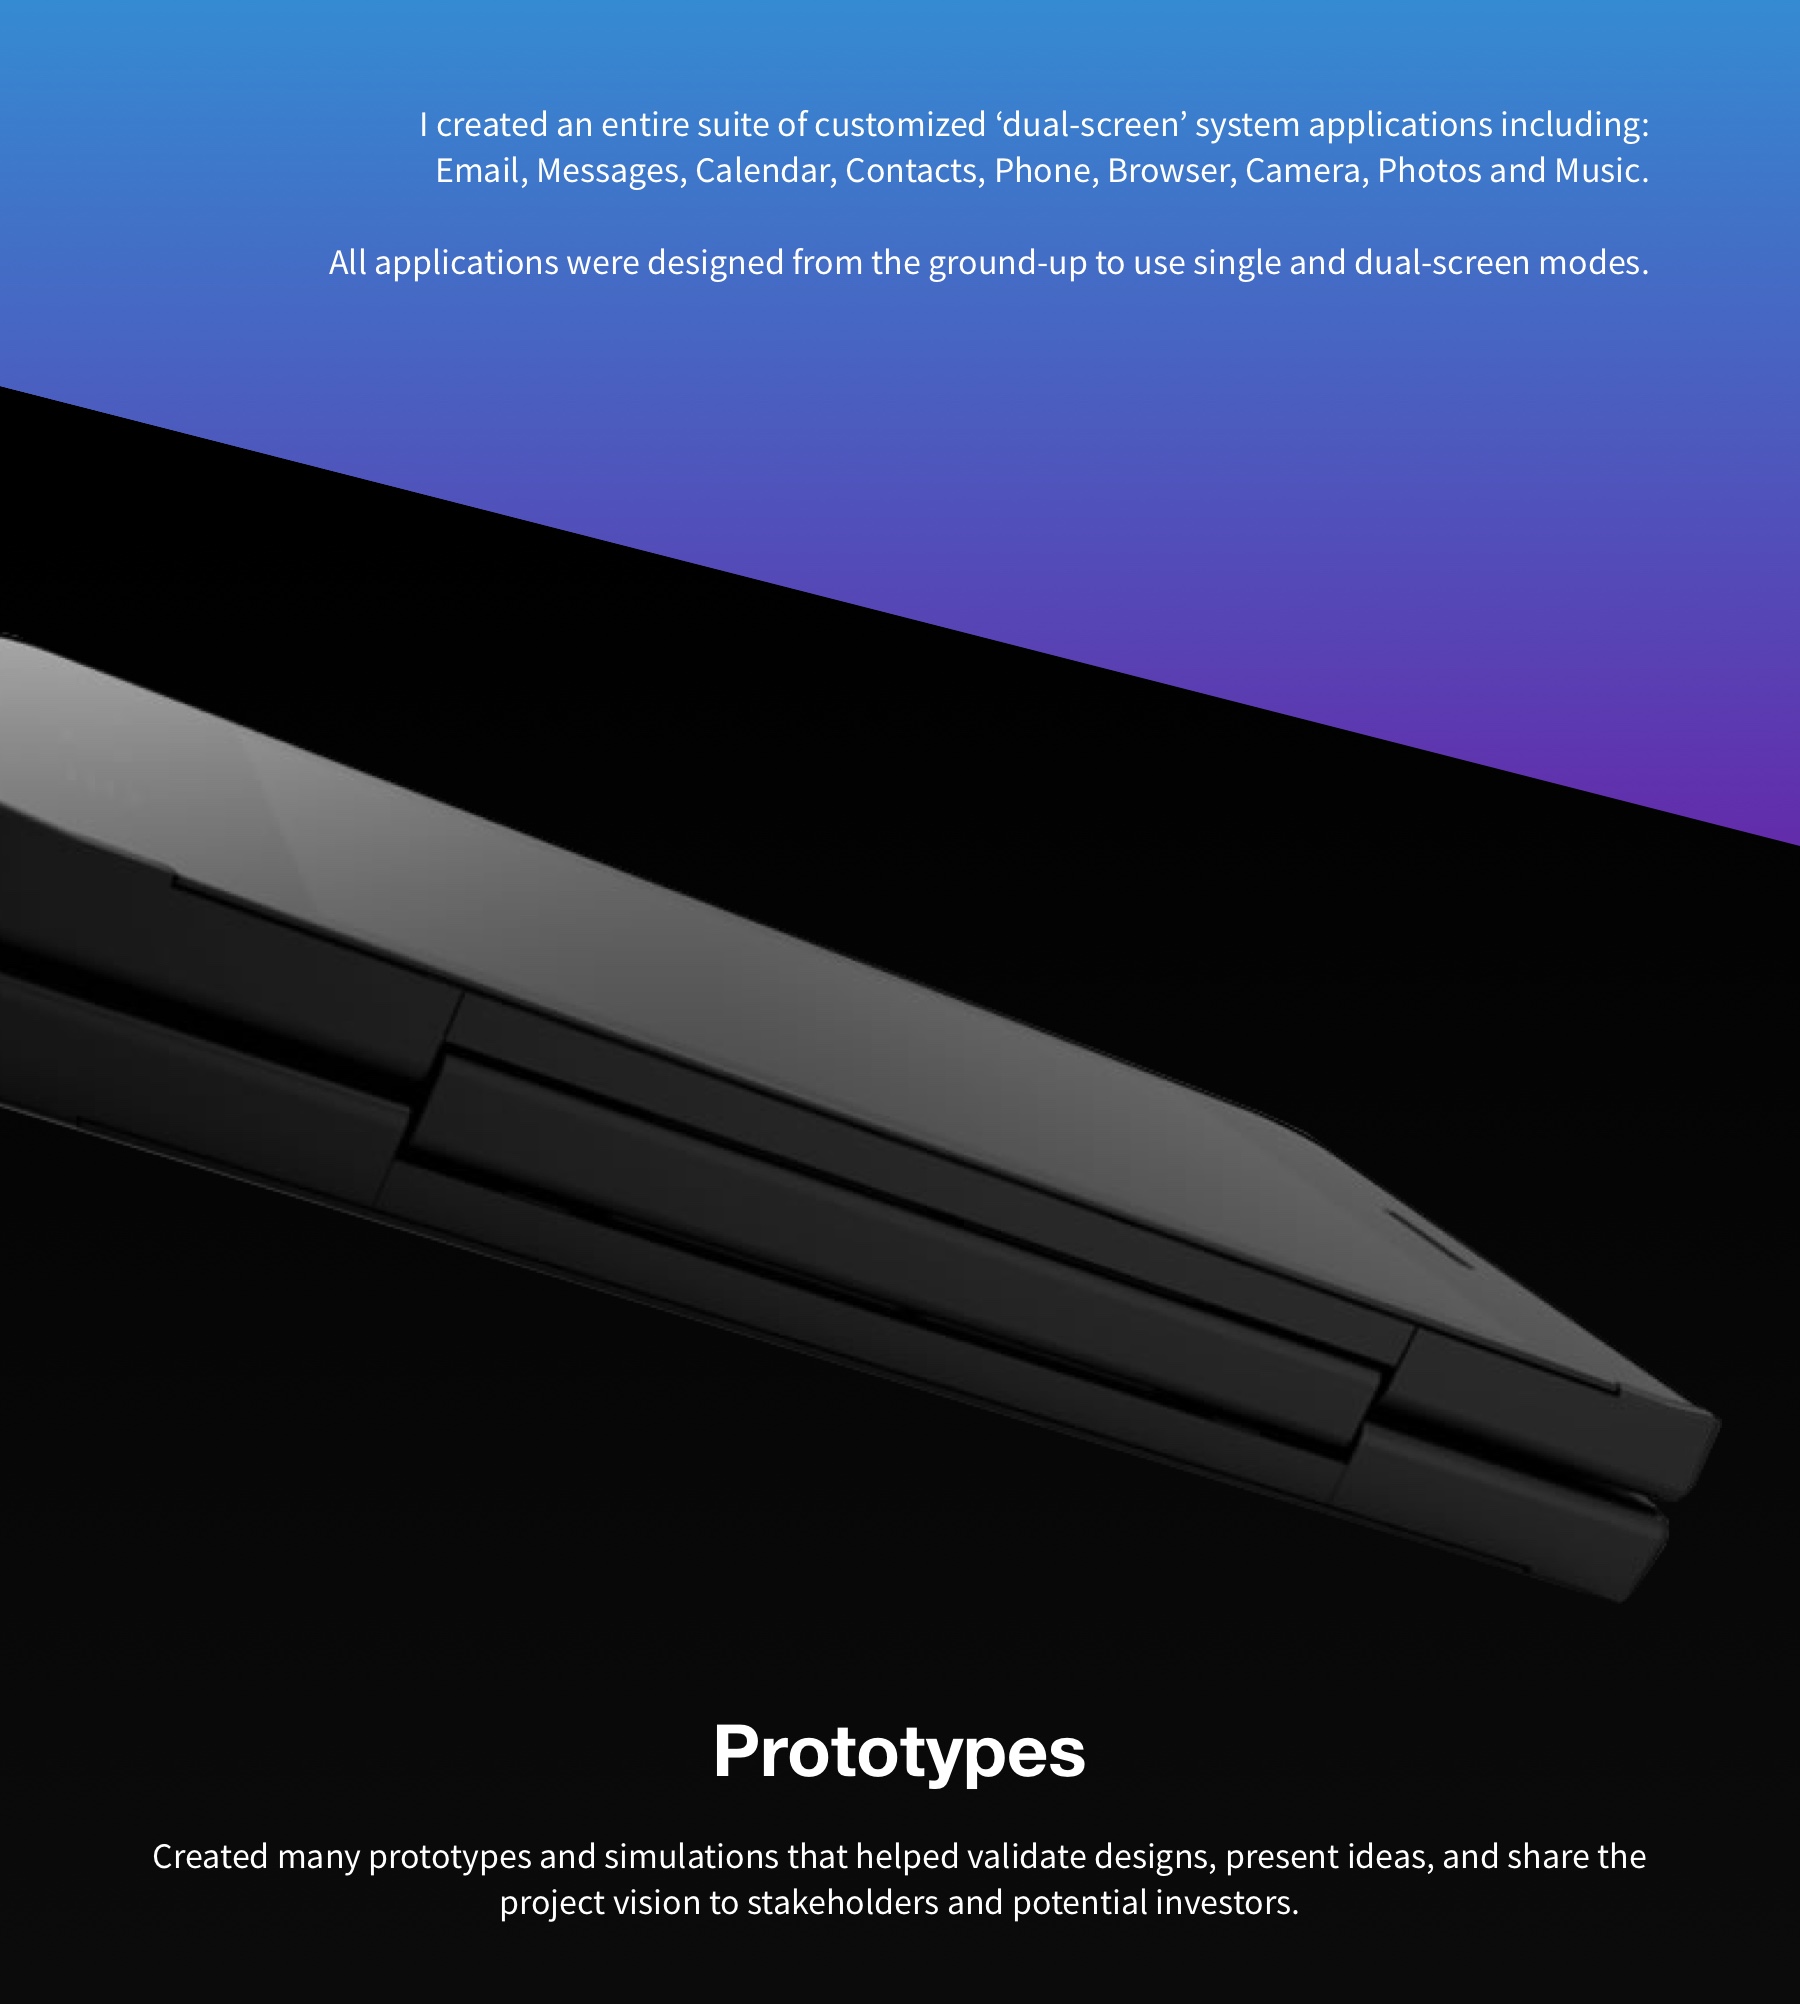 I created an entire suite of customized ‘dual-screen’ system applications including:
Email, Messages, Calendar, Contacts, Phone, Browser, Camera, Photos and Music.
All applications were designed from the ground-up to use single and dual-screen modes.
Prototypes
Created many prototypes and simulations that helped validate designs, present ideas, and share the
project vision to stakeholders and potential investors.